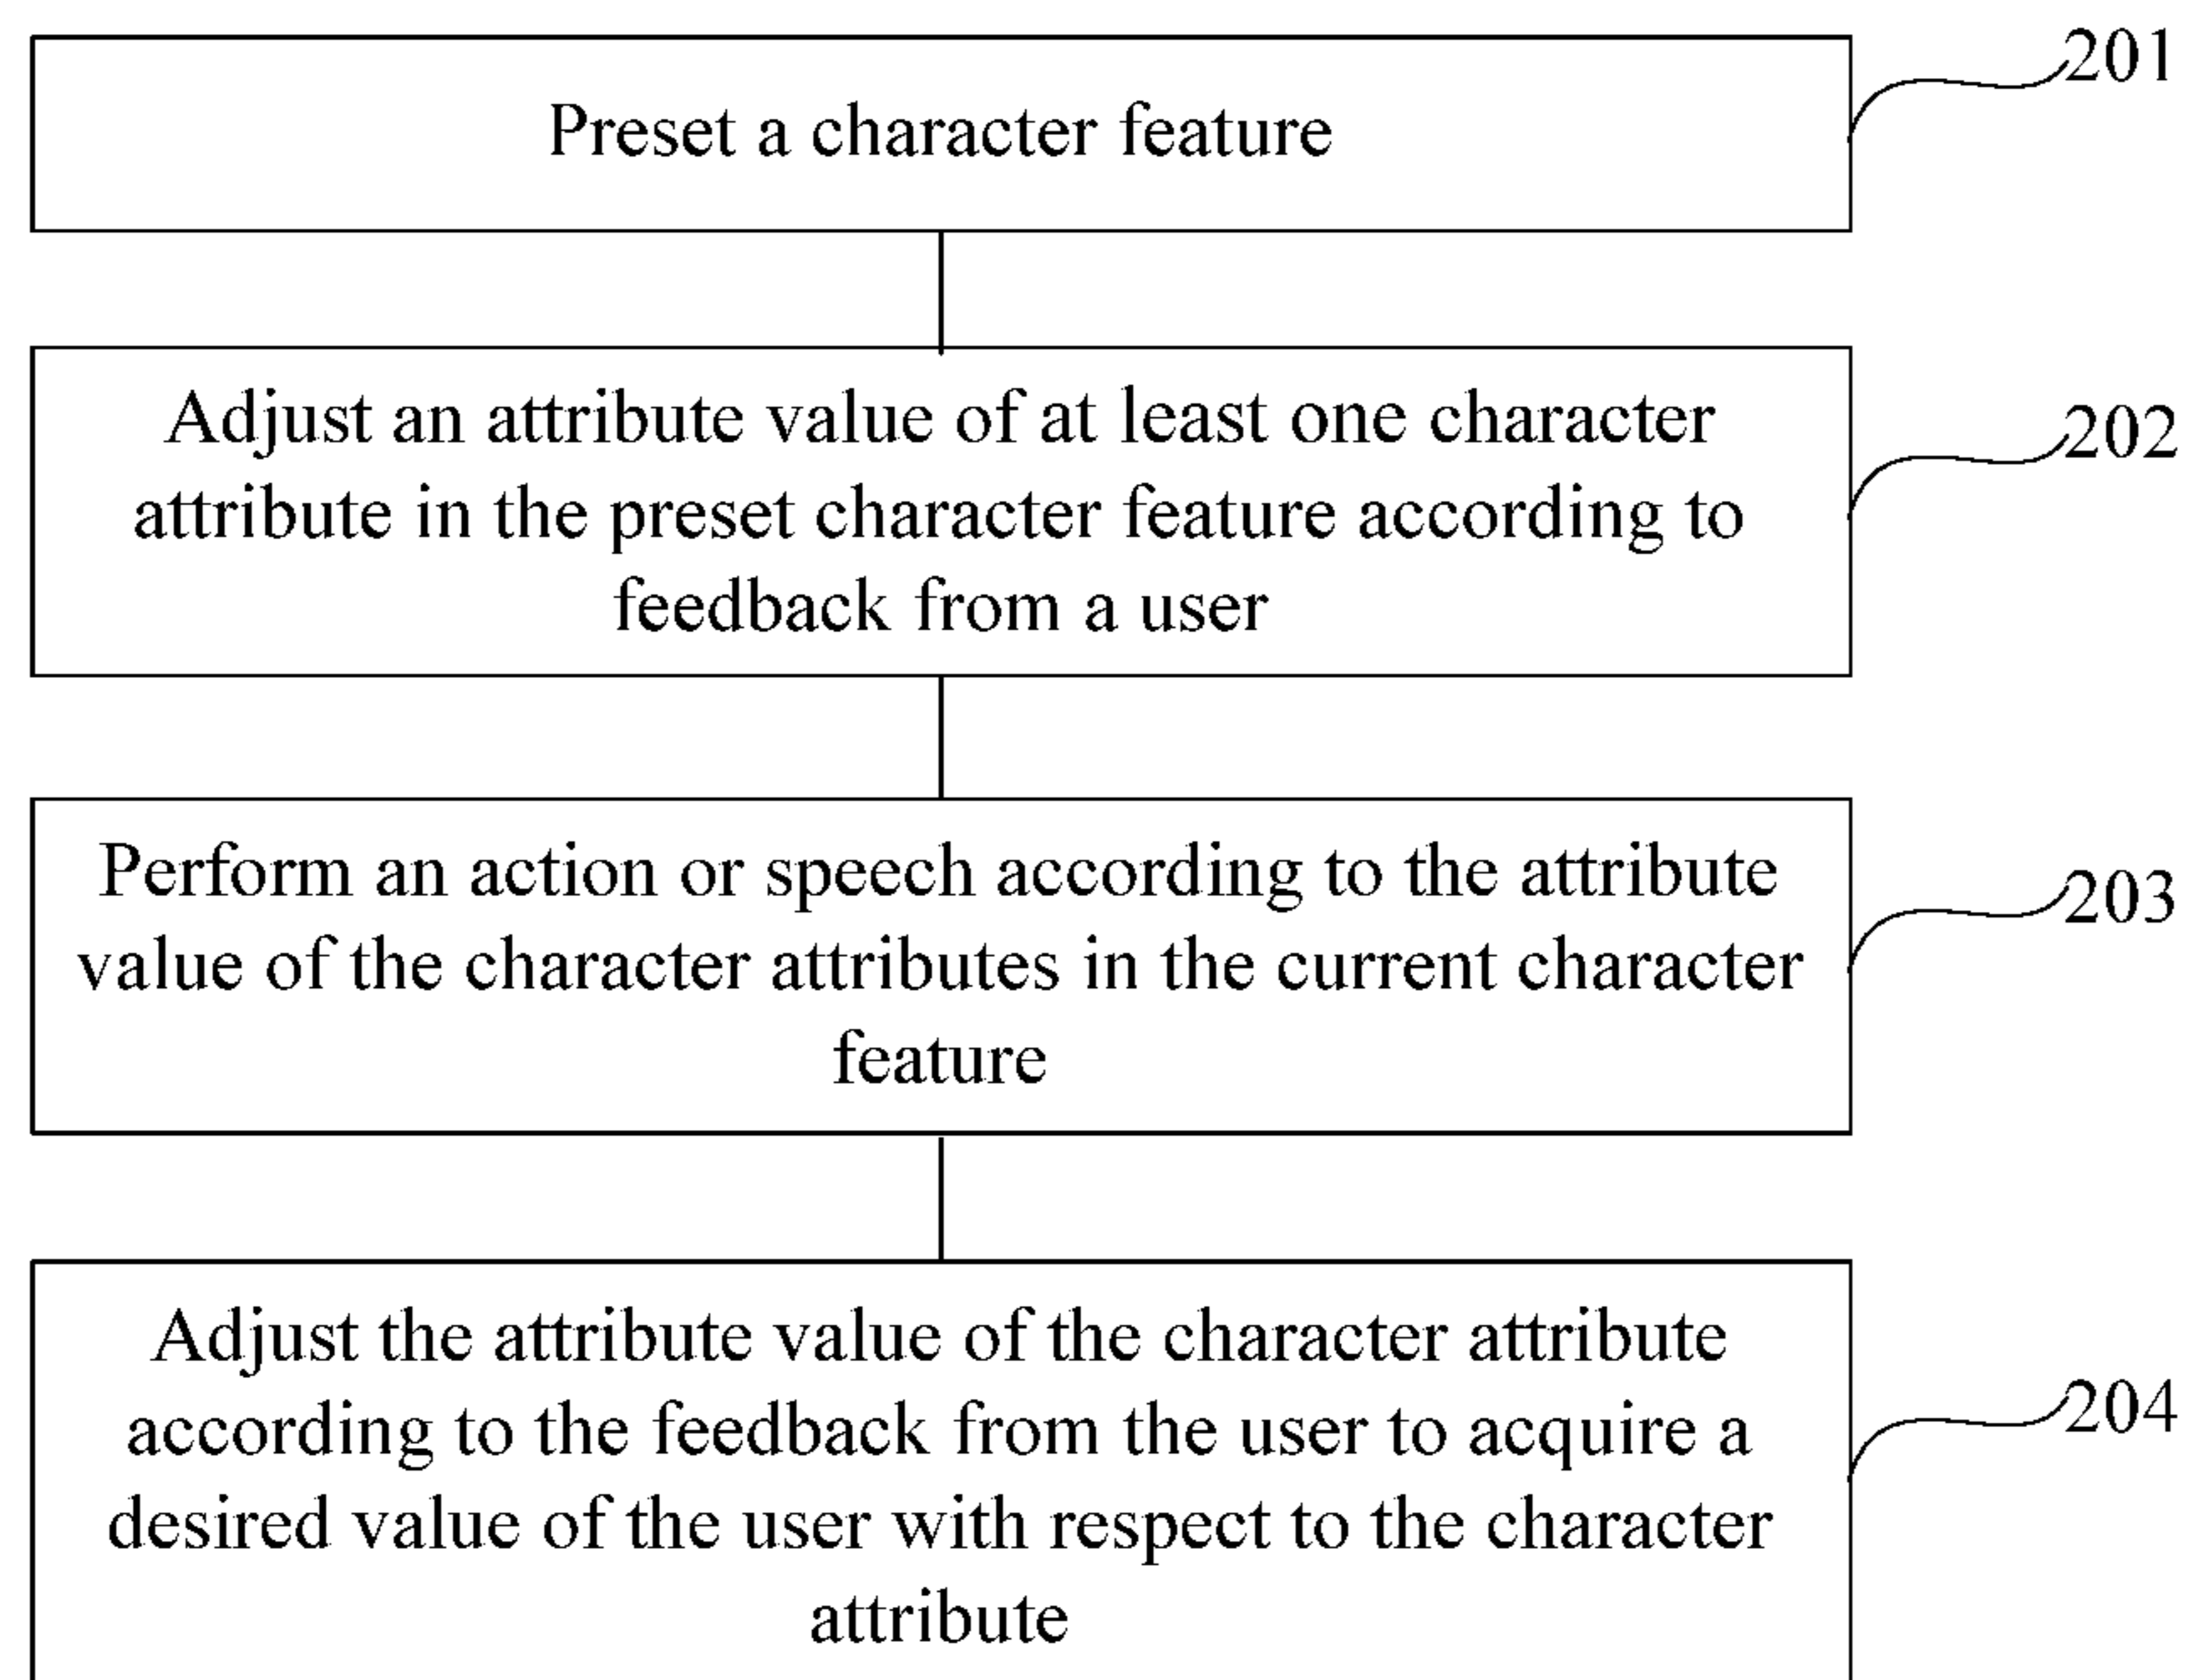 201
Preset a character feature
202
Adjust an attribute value of at least one character
attribute in the preset character feature according to
feedback from a user
203
Perform an action or speech according to the attribute
value of the character attributes in the current character
feature
204
Adjust the attribute value of the character attribute
according to the feedback from the user to acquire a
desired value of the user with respect to the character
attribute